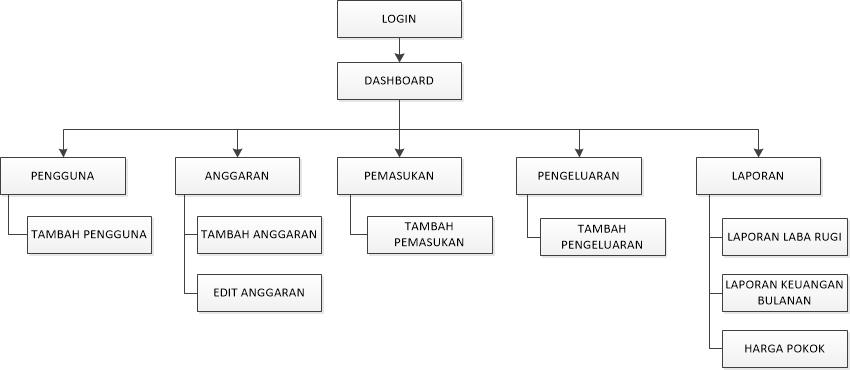 LOGIN
DASHBOARD
PENGGUNA
ANGGARAN
PEMASUKAN
PENGELUARAN
LAPORAN
TAMBAH PENGGUNA
TAMBAH ANGGARAN
TAMBAH
PEMASUKAN
TAMBAH
PENGELUARAN
LAPORAN LABA RUGI
EDIT ANGGARAN
LAPORAN KEUANGAN
BULANAN
HARGA POKOK